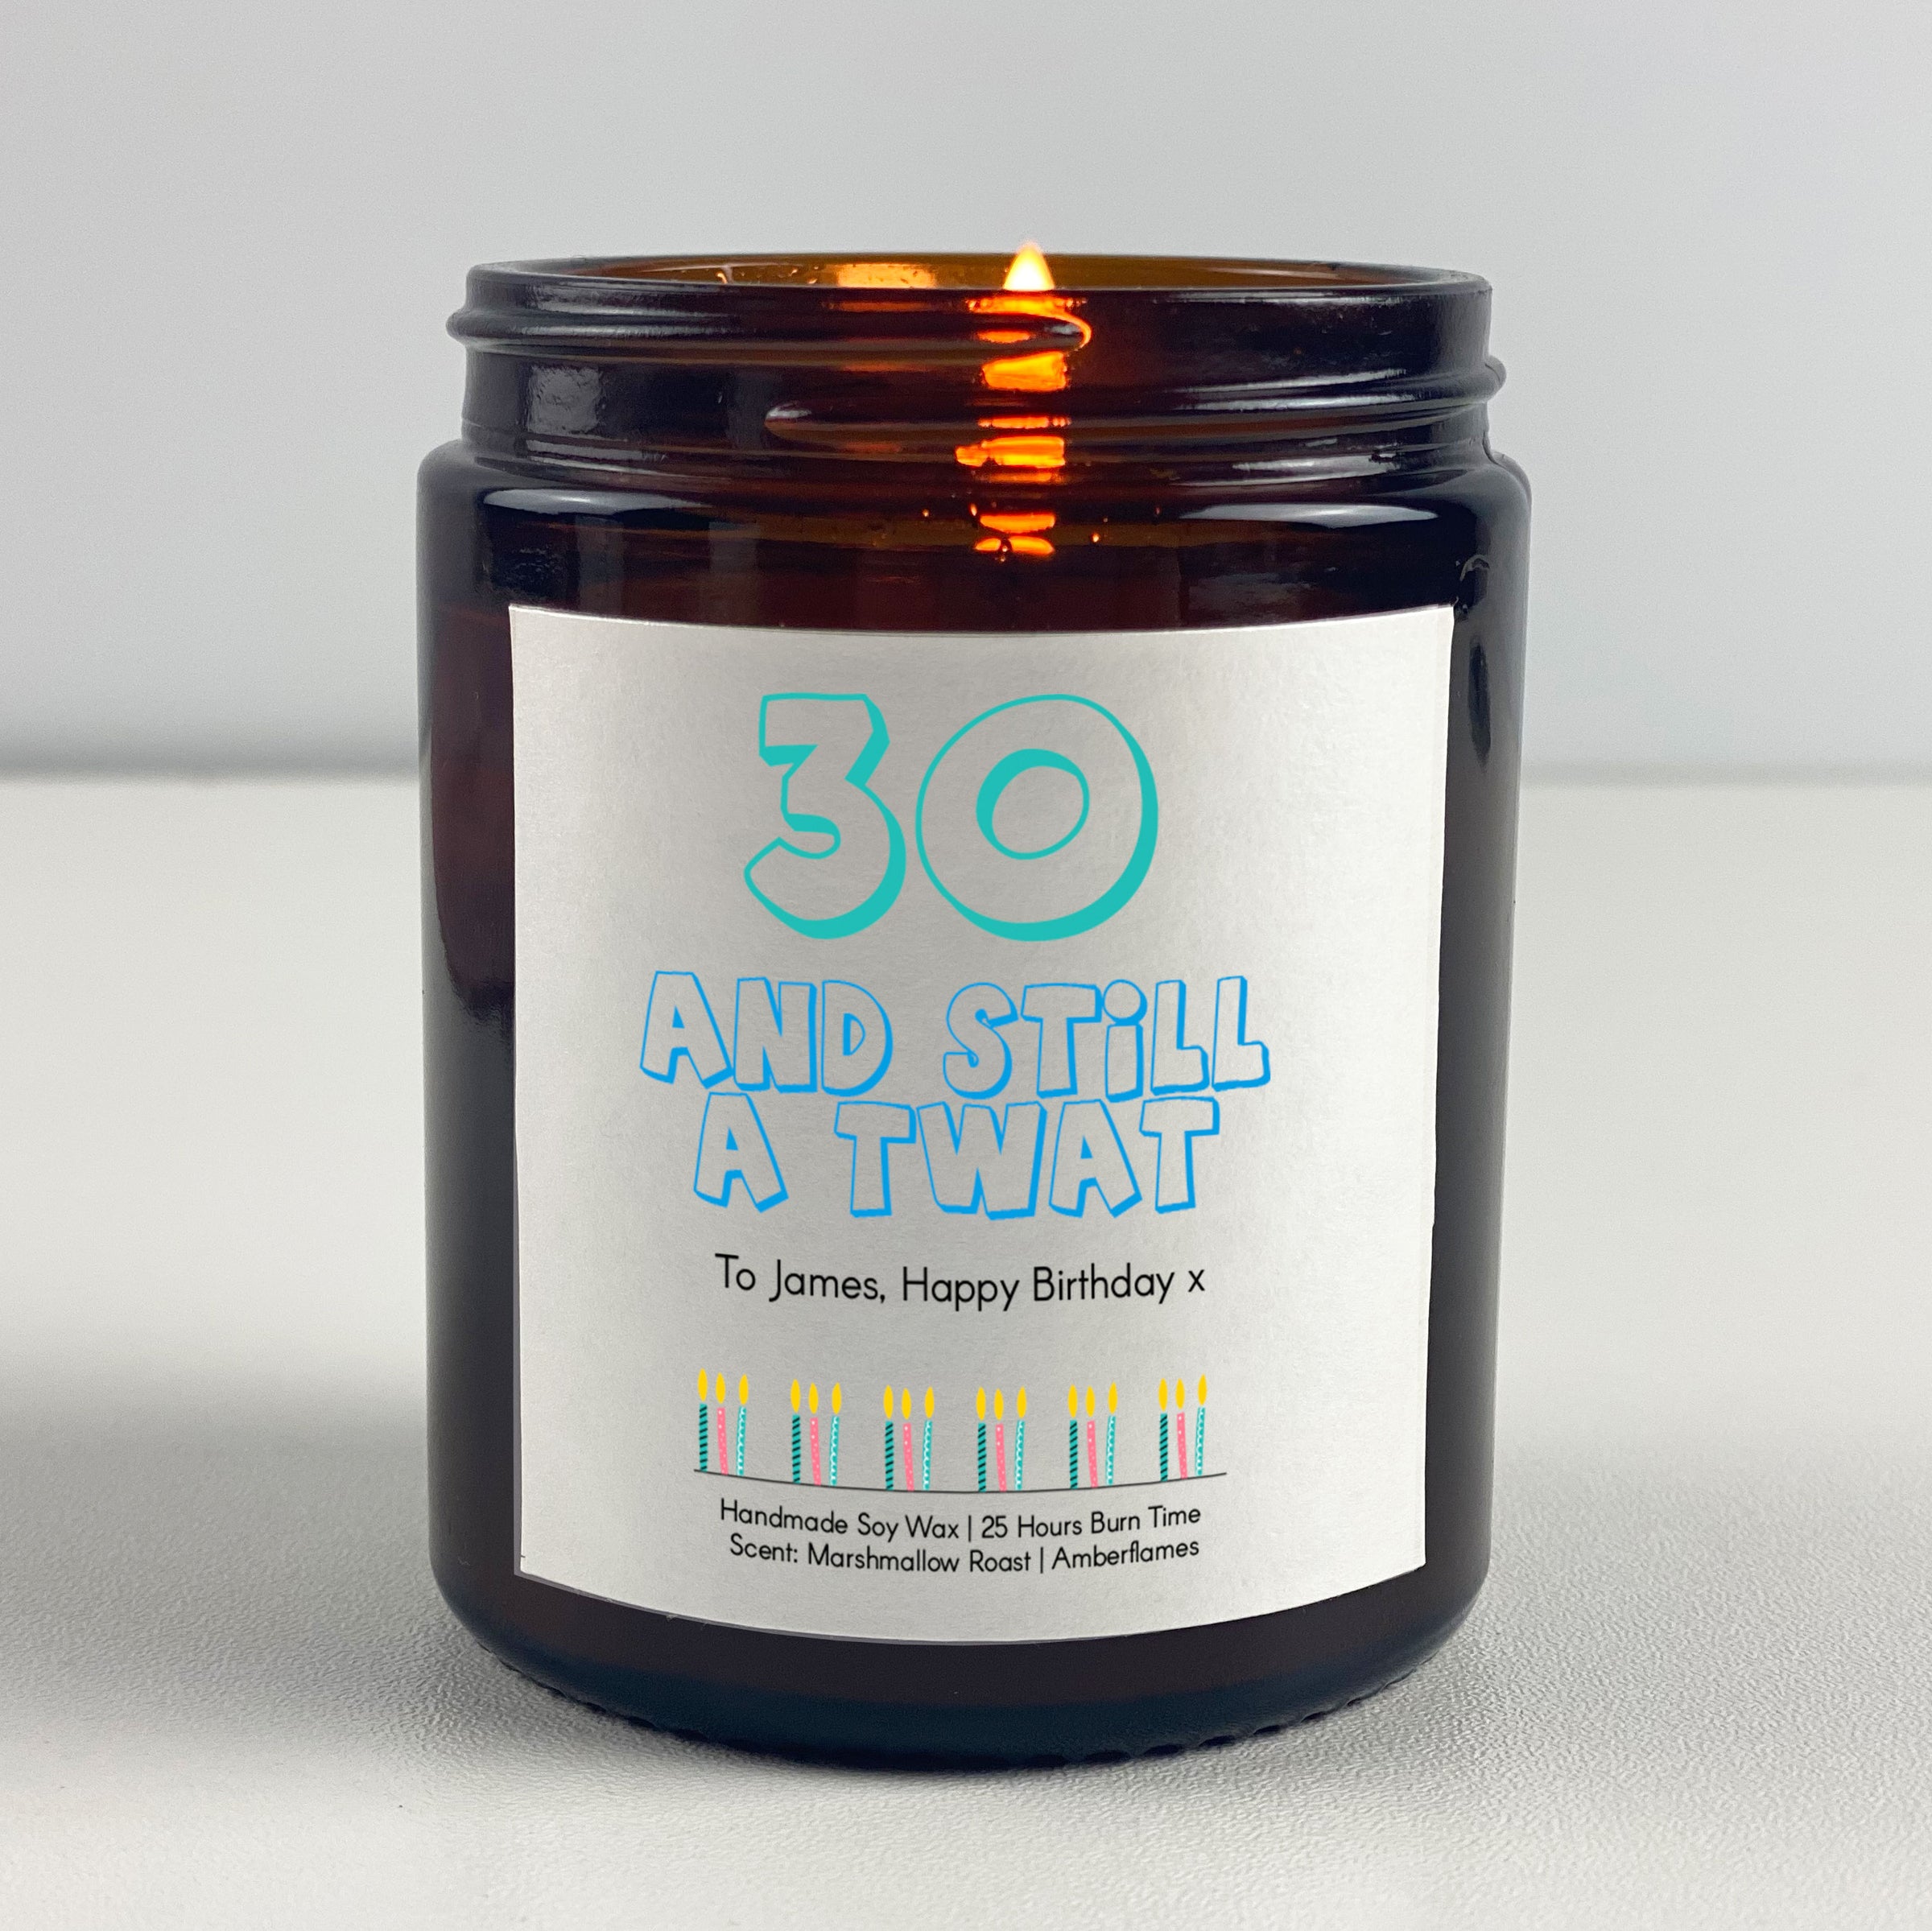 30
AND STiLL
A TWAT
To James, Happy Birthday x
Handmade Soy Wax | 25 Hours Burn Time
Scent: Marshmallow Roast | Amberflames